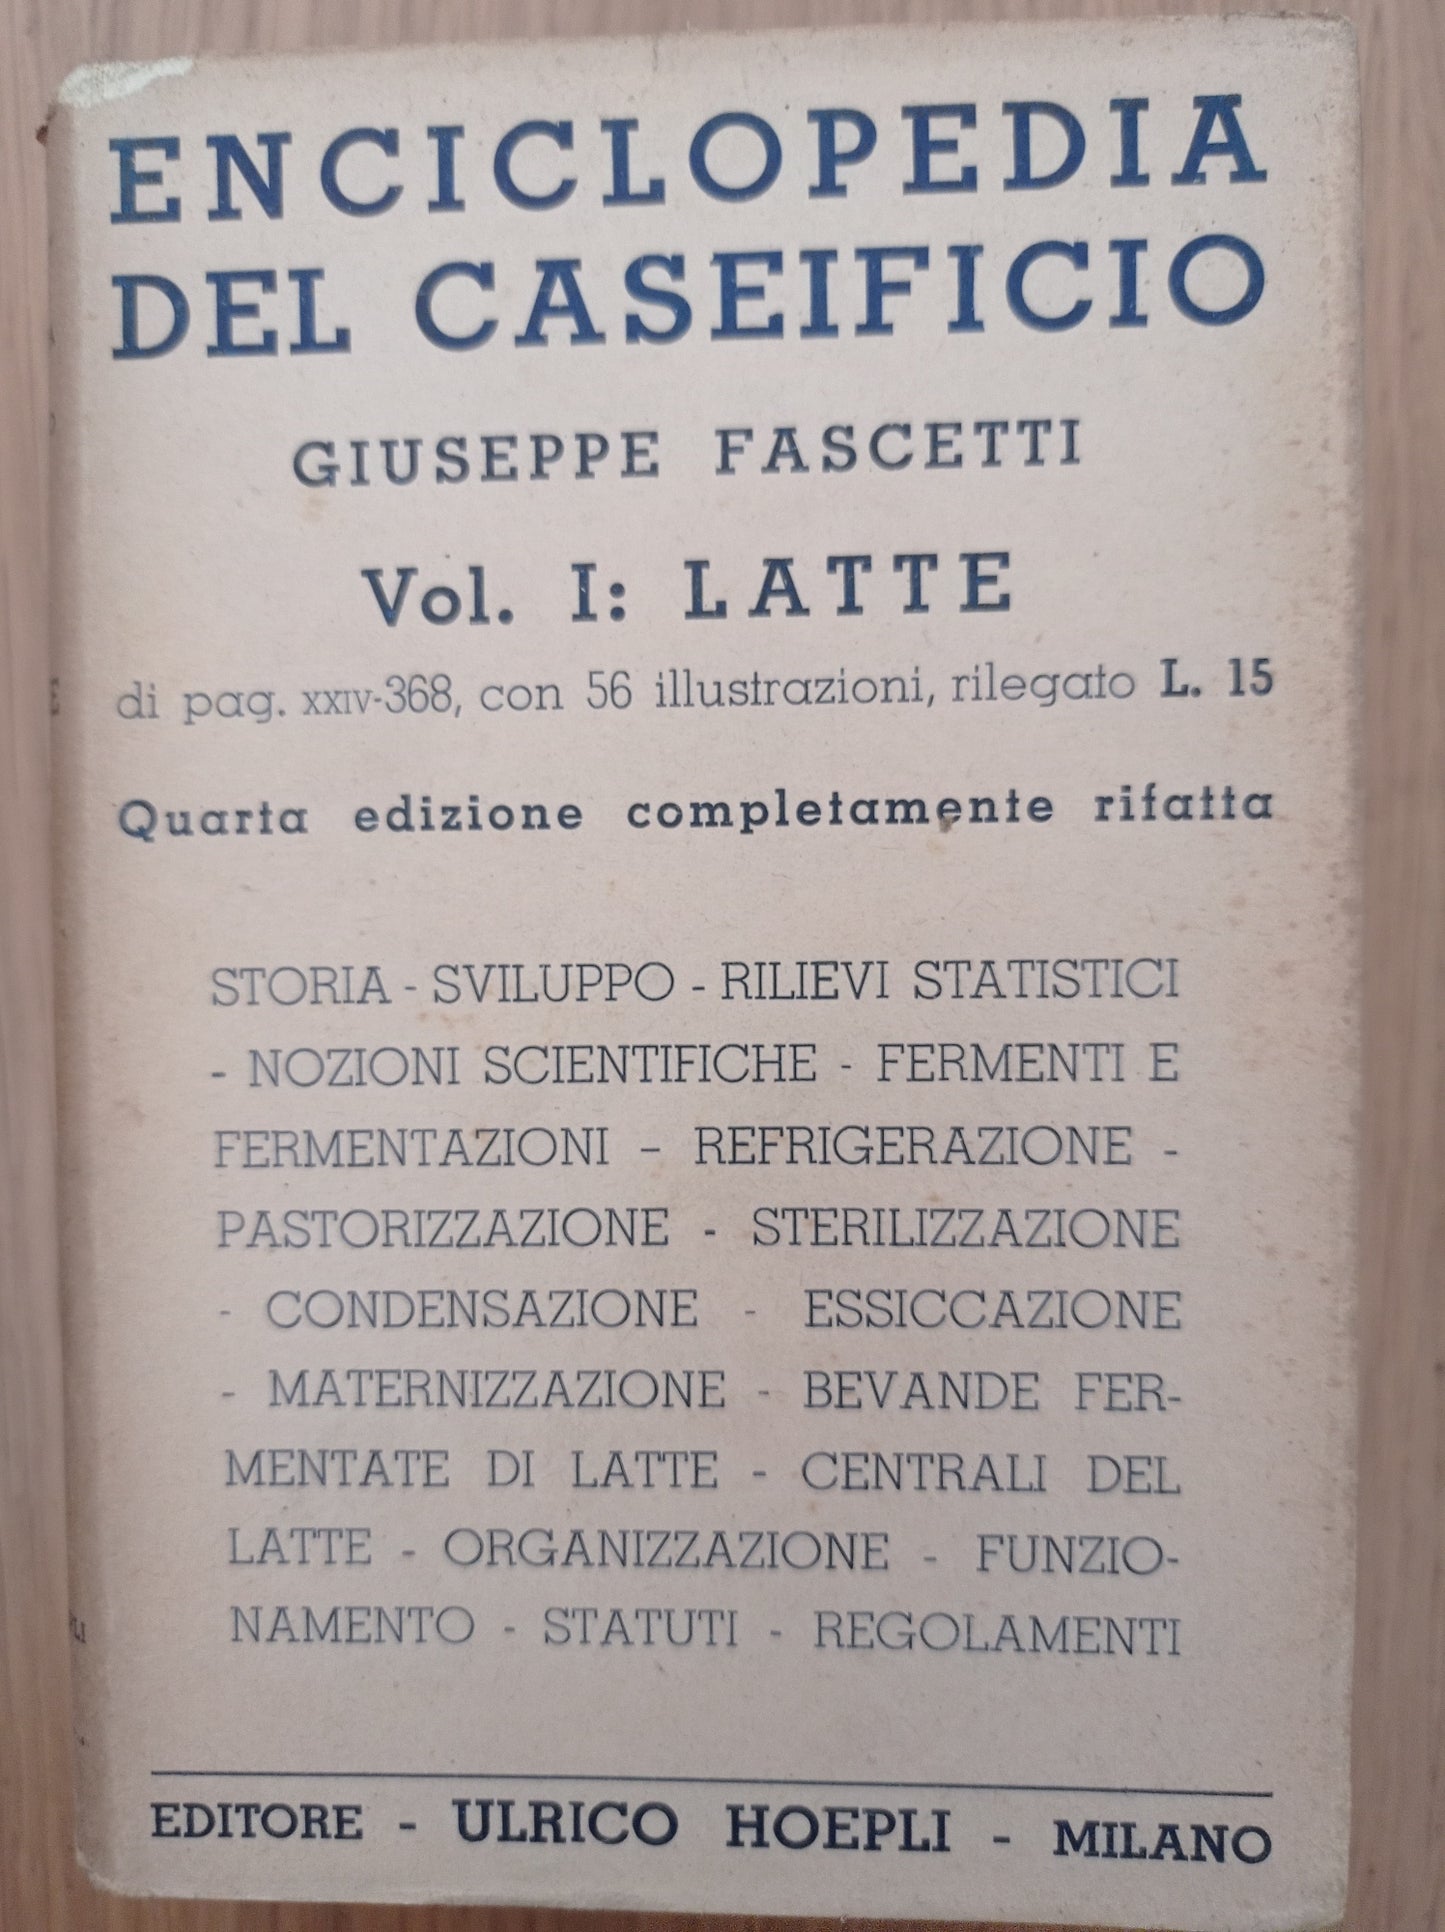 ENCICLOPEDIA
DEL CASEIFICIO
GIUSEPPE FASCETTI
Vol. I: LATTE
di pag. XXIV-368, con 56 illustrazioni, rilegato L. 15
Quarta edizione completamente rifatta
STORIA - SVILUPPO - RILIEVI STATISTICI
- NOZIONI SCIENTIFICHE - FERMENTI E
FERMENTAZIONI - REFRIGERAZIONE -
PASTORIZZAZIONE - STERILIZZAZIONE
- CONDENSAZIONE - ESSICCAZIONE
- MATERNIZZAZIONE - BEVANDE FER-
MENTATE DI LATTE - CENTRALI DEL
LATTE - ORGANIZZAZIONE - FUNZIO-
NAMENTO - STATUTI - REGOLAMENTI
EDITORE - ULRICO HOEPLI - MILANO